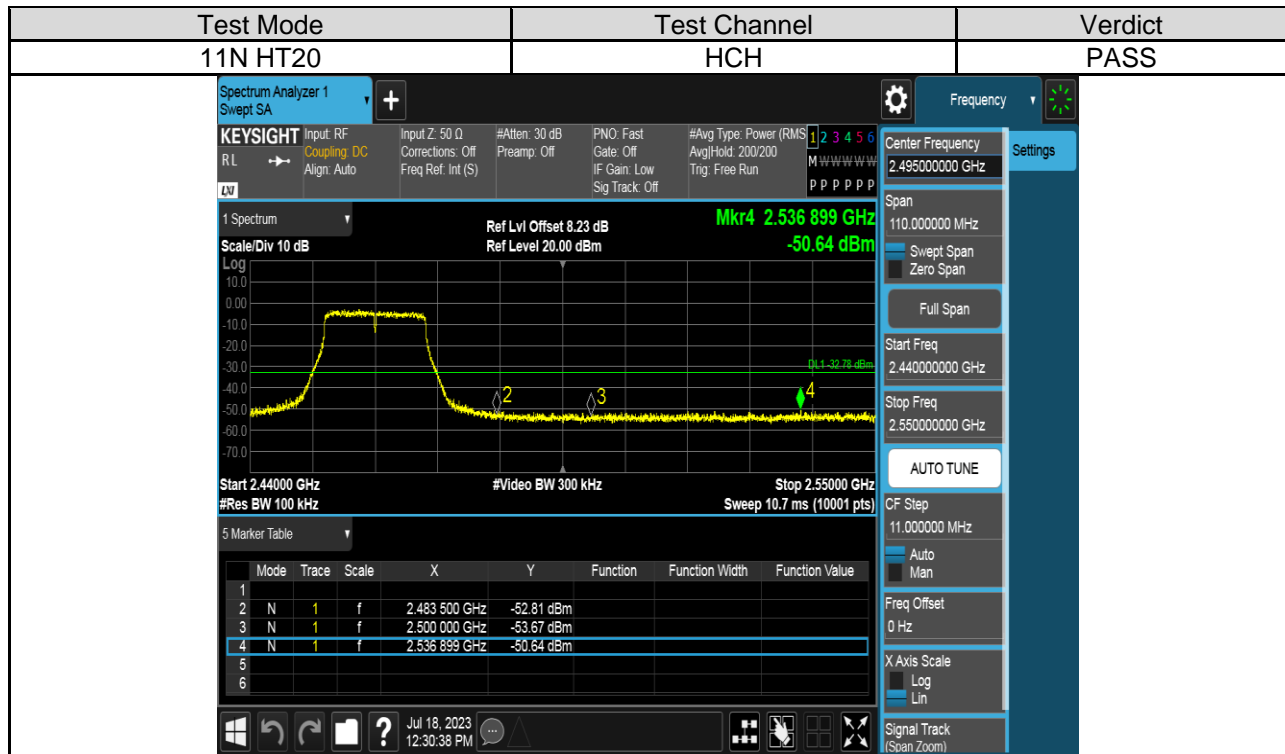 Test Mode Test Channel Verdict
11N HT20 HCH PASS
Spectrum Analyzer 1
Swept SA
+
Frequency
KEYSIGHT
RL
LXI
Input: RF
Coupling: DC
Align: Auto
Input Z: 50 Ω
Corrections: Off
Freq Ref: Int (S)
#Atten: 30 dB
Preamp: Off
PNO: Fast
Gate: Off
IF Gain: Low
Sig Track: Off
#Avg Type: Power (RMS
Avg|Hold: 200/200
Trig: Free Run
1 2 3 4 5 6
M W W W W W
P P P P P P
1 Spectrum
Scale/Div 10 dB
Ref Lvl Offset 8.23 dB
Ref Level 20.00 dBm
Mkr4 2.536 899 GHz
-50.64 dBm
Log
10.0
0.00
-10.0
-20.0
-30.0
-40.0
-50.0
-60.0
-70.0
DL1 -32.78 dBm
2
3
4
Start 2.44000 GHz #Video BW 300 kHz Stop 2.55000 GHz
#Res BW 100 kHz Sweep 10.7 ms (10001 pts)
5 Marker Table
Mode Trace Scale X Y Function Function Width Function Value
1
2 N 1 f 2.483 500 GHz -52.81 dBm
3 N 1 f 2.500 000 GHz -53.67 dBm
4 N 1 f 2.536 899 GHz -50.64 dBm
5
6
?
Jul 18, 2023
12:30:38 PM
Center Frequency
2.495000000 GHz
Span
110.000000 MHz
Swept Span
Zero Span
Full Span
Start Freq
2.440000000 GHz
Stop Freq
2.550000000 GHz
AUTO TUNE
CF Step
11.000000 MHz
Auto
Man
Freq Offset
0 Hz
X Axis Scale
Log
Lin
Signal Track
(Span Zoom)
Settings